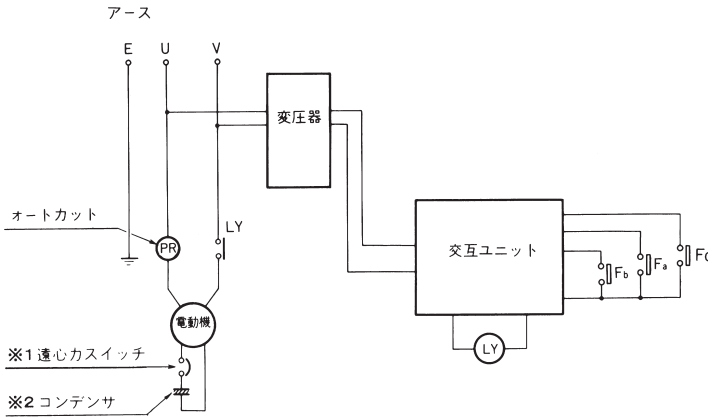 アース
E U V
変圧器
オートカット
PR
LY
交互ユニット
Fb
Fa
電動機
LY
※1遠心力スイッチ
※2コンデンサ